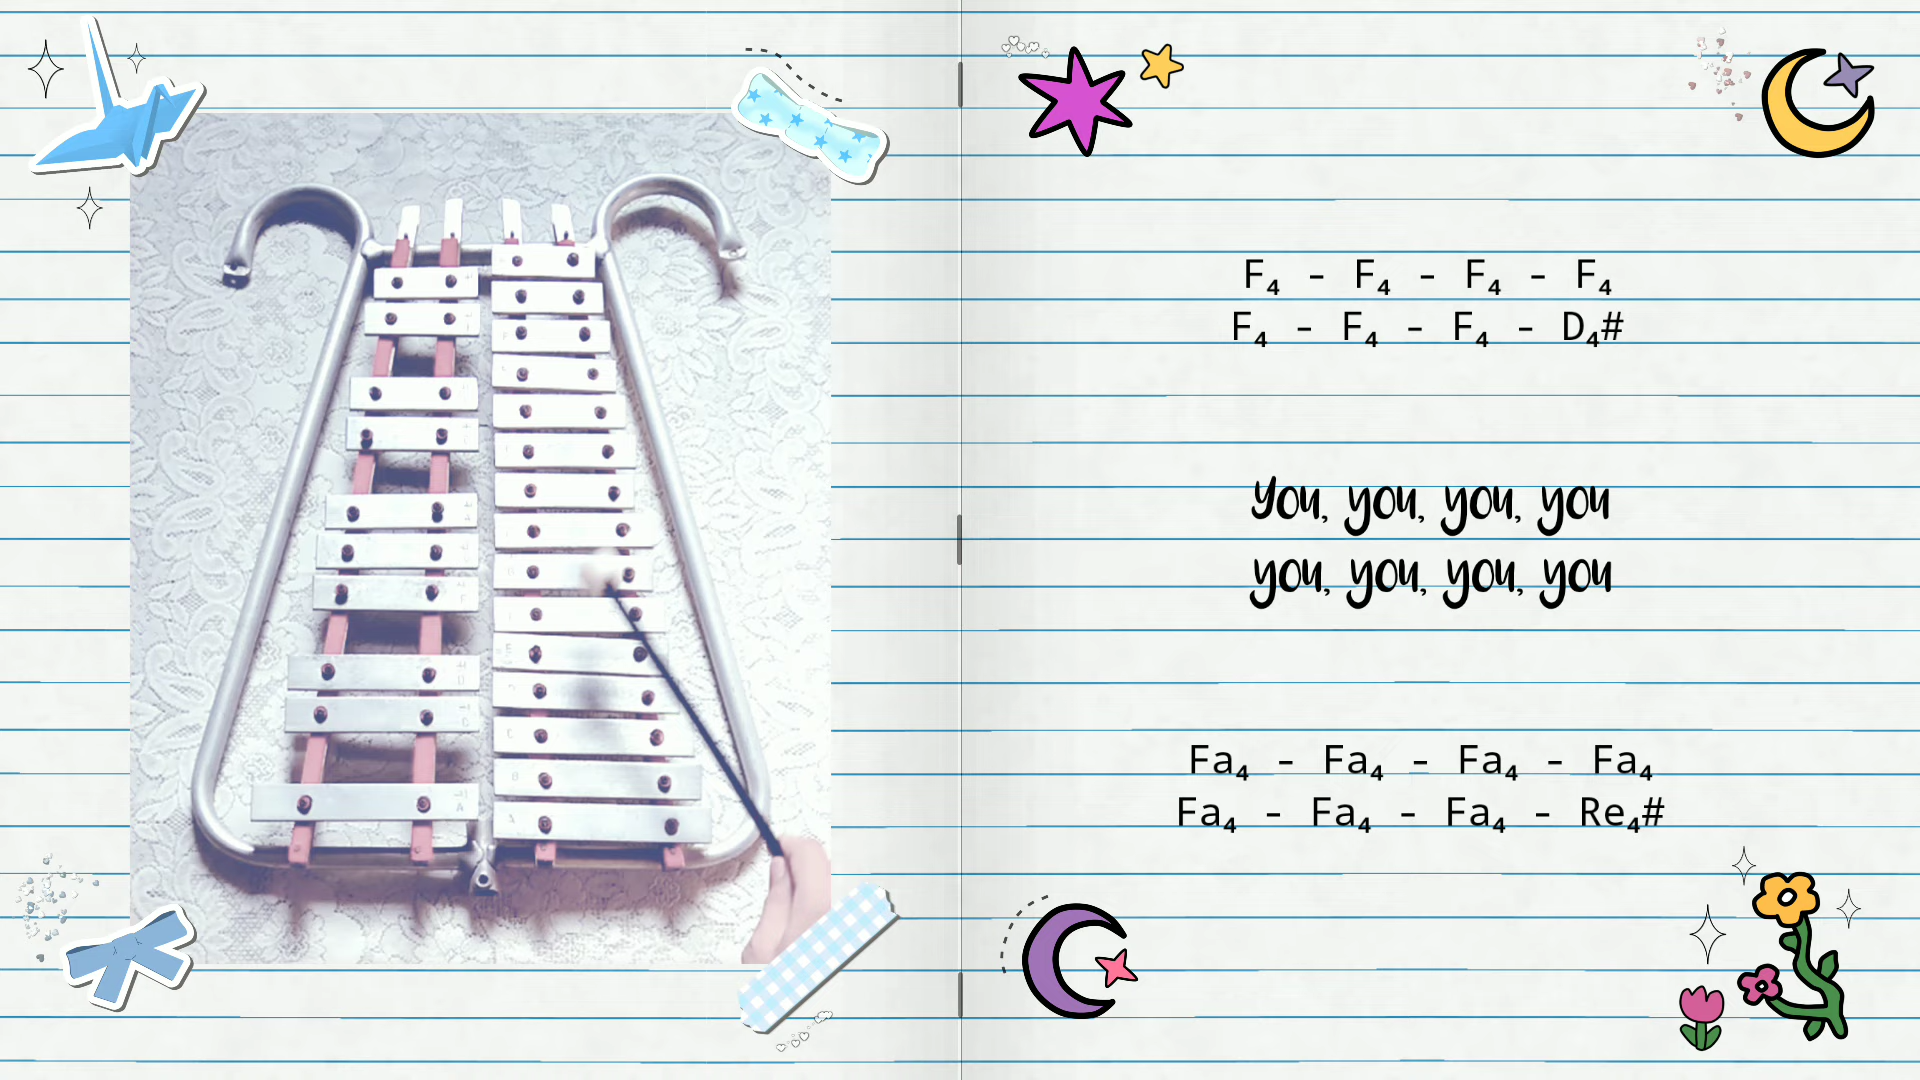 F₄ - F₄ - F₄ - F₄
F₄ - F₄ - F₄ - D₄#
You, you, you, you
you, you, you, you
Fa₄ - Fa₄ - Fa₄ - Fa₄
Fa₄ - Fa₄ - Fa₄ - Re₄#